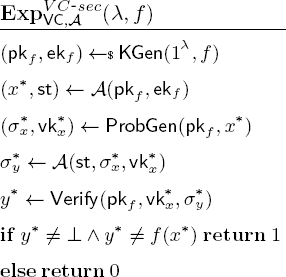 Exp^{VC-sec}_{VC,𝒜}(λ, f)
(pk_f, ek_f) ←$ KGen(1^λ, f)
(x*, st) ← 𝒜(pk_f, ek_f)
(σ*_x, vk*_x) ← ProbGen(pk_f, x*)
σ*_y ← 𝒜(st, σ*_x, vk*_x)
y* ← Verify(pk_f, vk*_x, σ*_y)
if y* ≠ ⊥ ∧ y* ≠ f(x*) return 1
else return 0